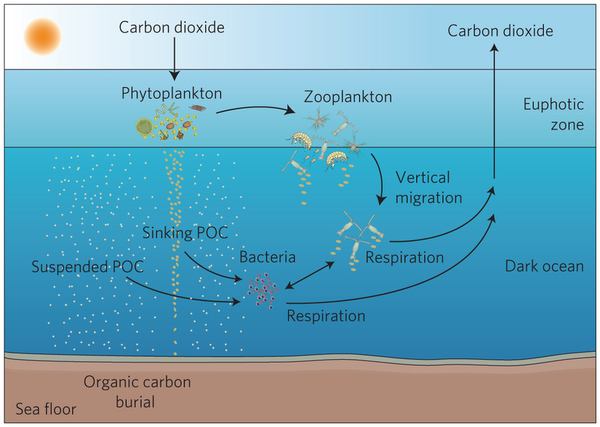 Carbon dioxide
Carbon dioxide
Phytoplankton
Zooplankton
Euphotic
zone
Vertical
migration
Sinking POC
Bacteria
Respiration
Suspended POC
Dark ocean
Respiration
Organic carbon
burial
Sea floor